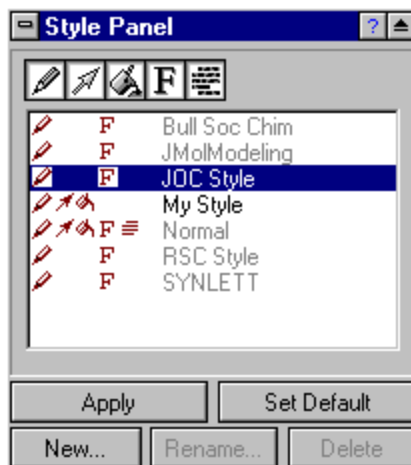 Style Panel ?
F
F Bull Soc Chim
F JMolModeling
F JOC Style
My Style
F Normal
F RSC Style
F SYNLETT
Apply Set Default
New... Rename... Delete